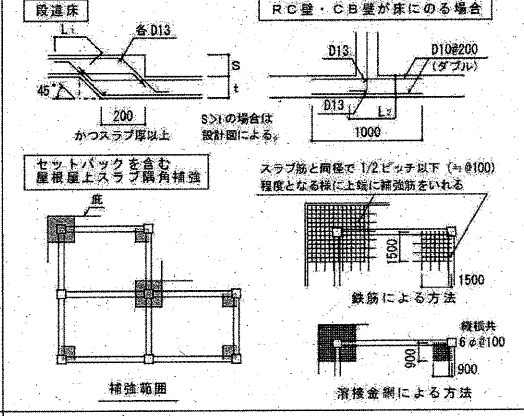 段違床
L₁
各D13
S
t
45°
200
かつスラブ厚以上
S>tの場合は
設計図による。
RC壁・CB壁が床にのる場合
D13
D10@200
(ダブル)
D13
L₂
1000
セットバックを含む
屋根屋上スラブ隅角補強
庇
補強範囲
スラブ筋と同径で1/2ピッチ以下(≒@100)
程度となる様に上端に補強筋をいれる
1500
1500
鉄筋による方法
縦横共
6φ@100
900
900
溶接金網による方法